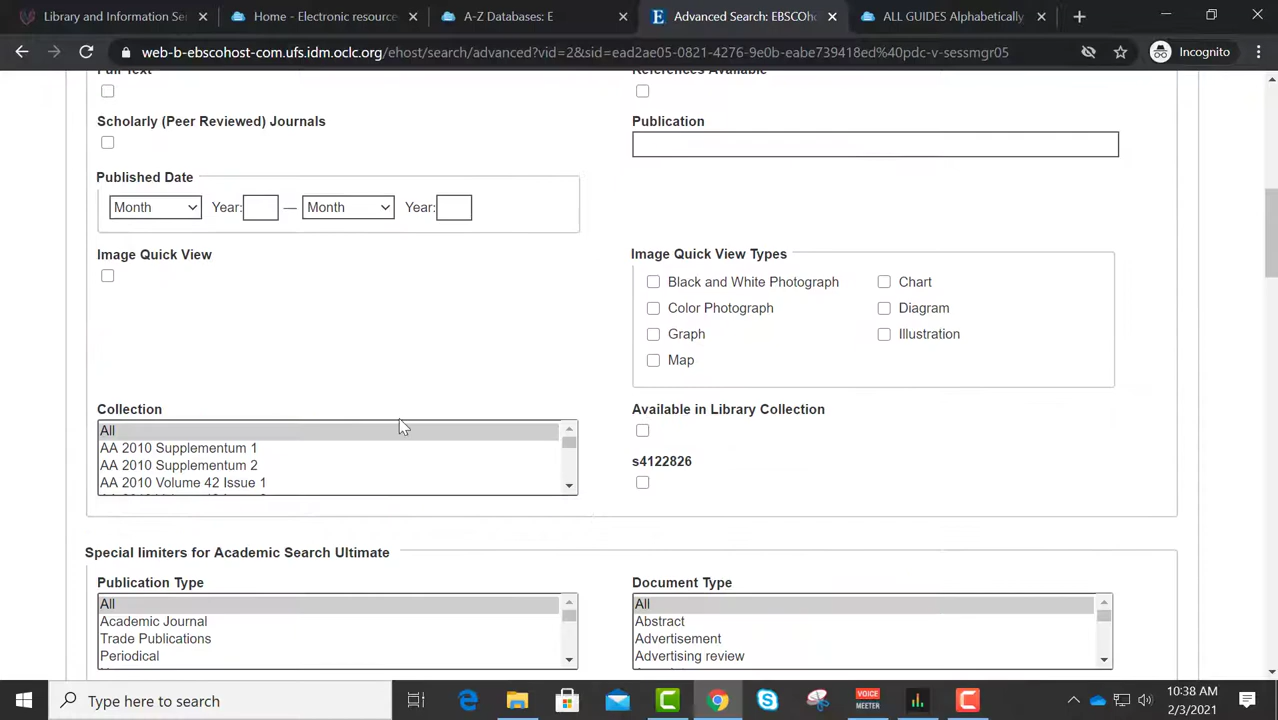 Library and Information Ser
Home - Electronic resource
A-Z Databases: E
Advanced Search: EBSCOh
ALL GUIDES Alphabetically
web-b-ebscohost-com.ufs.idm.oclc.org/ehost/search/advanced?vid=2&sid=ead2ae05-0821-4276-9e0b-eabe739418ed%40pdc-v-sessmgr05
Incognito
Full Text
References Available
Scholarly (Peer Reviewed) Journals
Publication
Published Date
Month Year: — Month Year:
Image Quick View
Image Quick View Types
Black and White Photograph
Chart
Color Photograph
Diagram
Graph
Illustration
Map
Collection
Available in Library Collection
All
AA 2010 Supplementum 1
AA 2010 Supplementum 2
AA 2010 Volume 42 Issue 1
s4122826
Special limiters for Academic Search Ultimate
Publication Type
Document Type
All
Academic Journal
Trade Publications
Periodical
All
Abstract
Advertisement
Advertising review
Type here to search
VOICE
MEETER
10:38 AM
2/3/2021